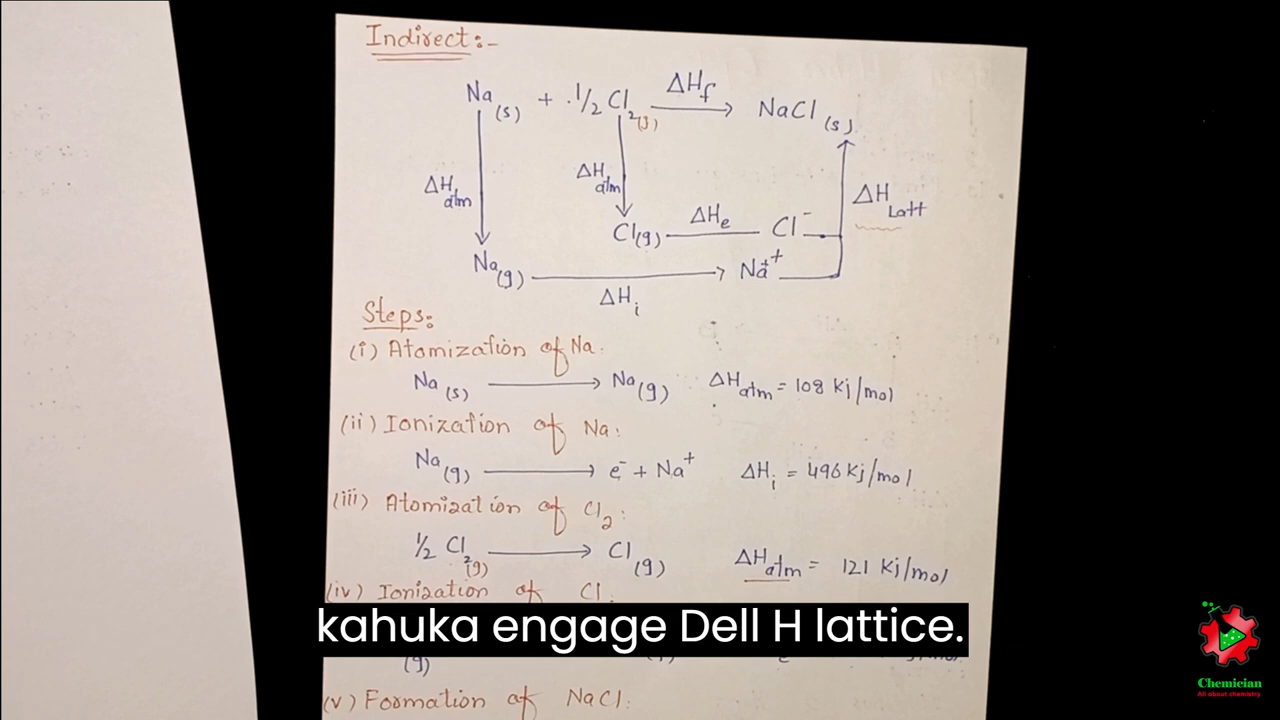 Indirect:-
Na(s) + 1/2 Cl2(g) ΔHf NaCl(s)
ΔHatm ΔHatm ΔHLatt
Cl(g) ΔHe Cl-
Na(g) Na+
ΔHi
Steps:
(i) Atomization of Na.
Na(s) → Na(g) ΔHatm = 108 kj/mol
(ii) Ionization of Na:
Na(g) → e- + Na+ ΔHi = 496 kj/mol
(iii) Atomization of Cl2:
1/2 Cl2(g) → Cl(g) ΔHatm = 121 kj/mol
(iv) Ionization of Cl:
kahuka engage Dell H lattice.
(g)
(v) Formation of NaCl:
Chemician
All about chemistry